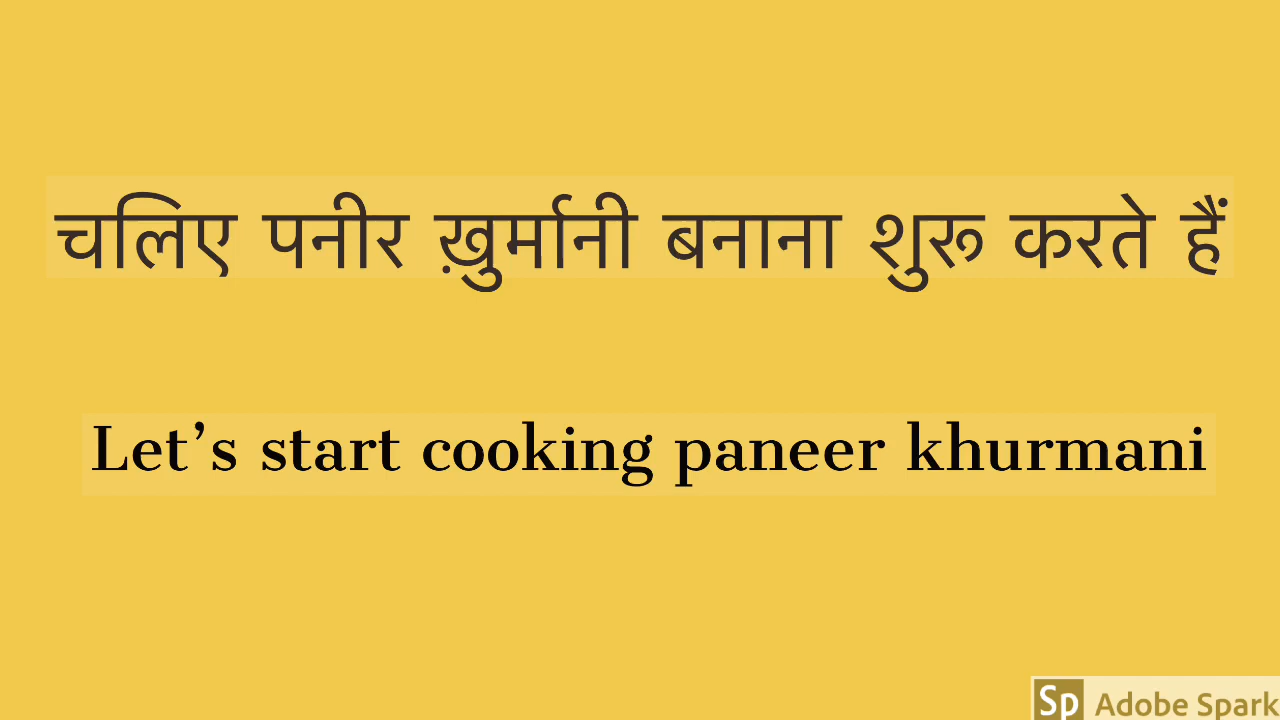 चलिए पनीर ख़ुर्मानी बनाना शुरू करते हैं
Let’s start cooking paneer khurmani
Sp Adobe Spark